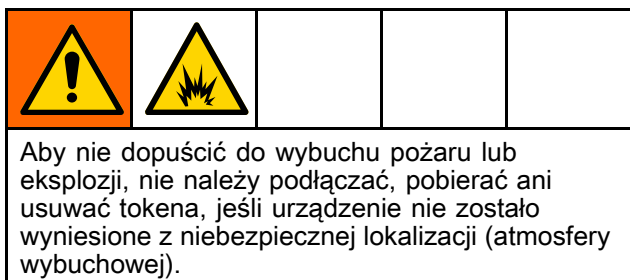 Aby nie dopuścić do wybuchu pożaru lub
eksplozji, nie należy podłączać, pobierać ani
usuwać tokena, jeśli urządzenie nie zostało
wyniesione z niebezpiecznej lokalizacji (atmosfery
wybuchowej).